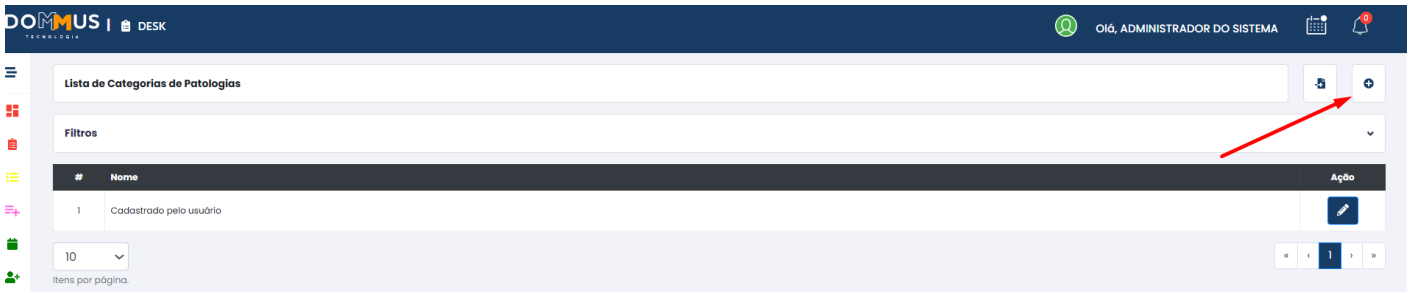 DOMMUS | DESK
TECNOLOGIA
Olá, ADMINISTRADOR DO SISTEMA
0
Lista de Categorias de Patologias
Filtros
# Nome Ação
1 Cadastrado pelo usuário
10
« ‹ 1 › »
Itens por página.